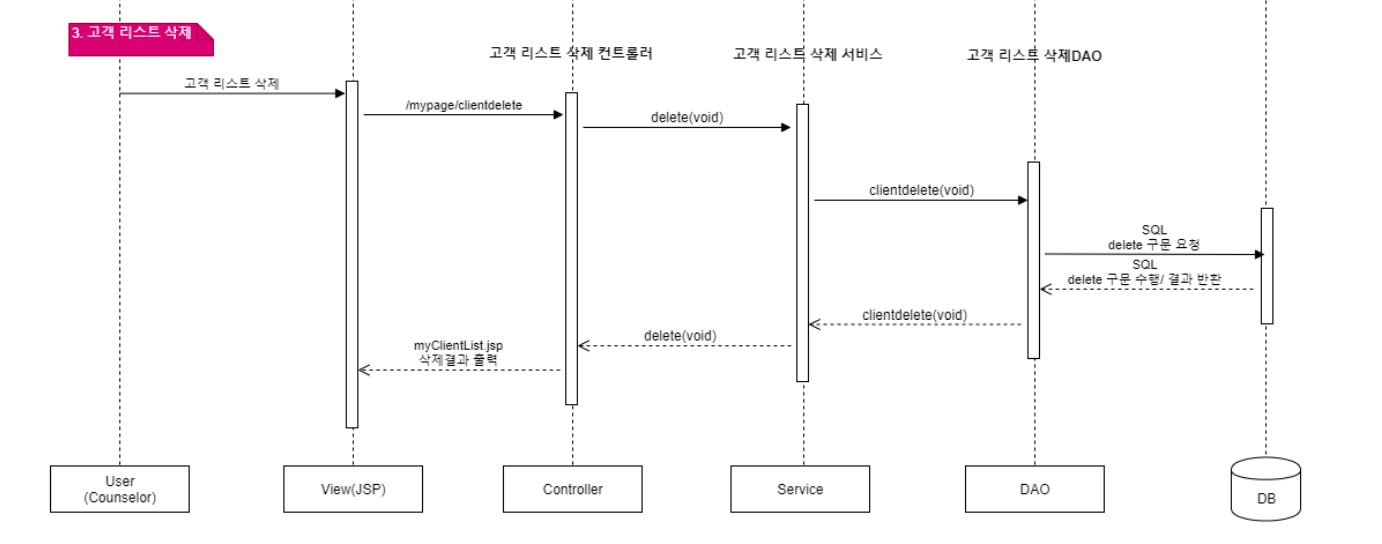 3. 고객 리스트 삭제
고객 리스트 삭제 컨트롤러
고객 리스트 삭제 서비스
고객 리스트 삭제DAO
고객 리스트 삭제
/mypage/clientdelete
delete(void)
clientdelete(void)
SQL
delete 구문 요청
SQL
delete 구문 수행/ 결과 반환
clientdelete(void)
delete(void)
myClientList.jsp
삭제결과 출력
User
(Counselor)
View(JSP)
Controller
Service
DAO
DB